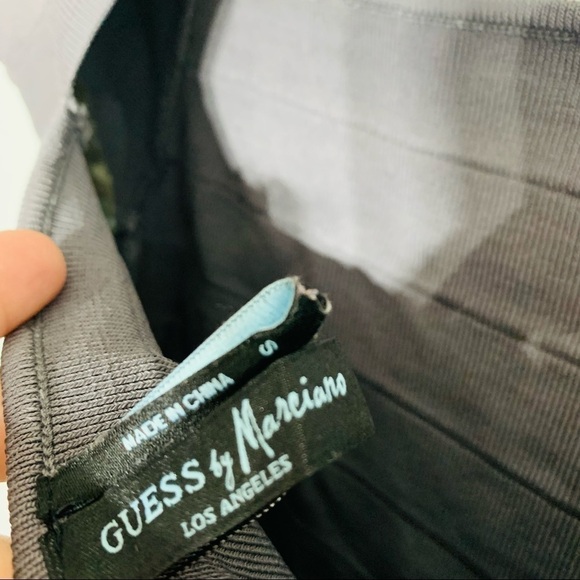 S
MADE IN CHINA
GUESS by Marciano
LOS ANGELES